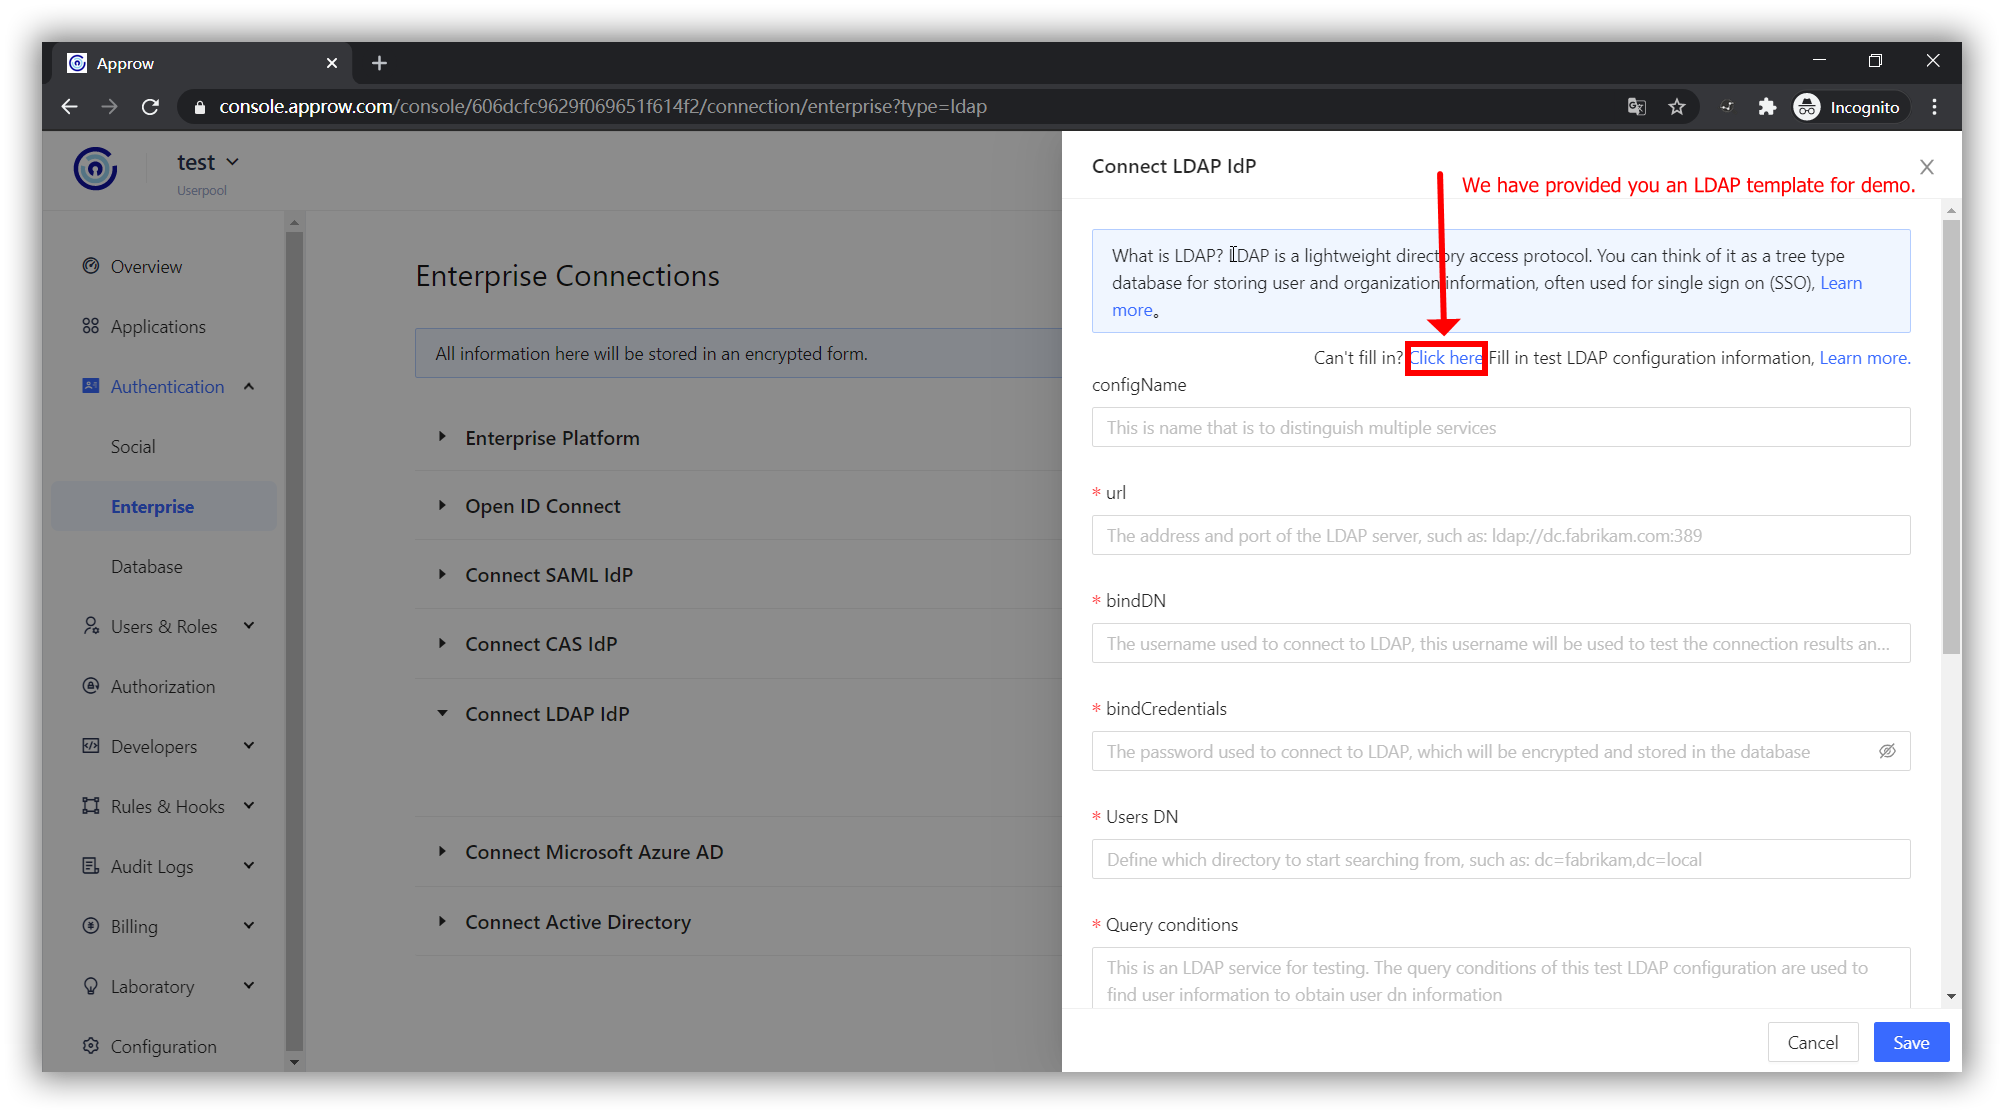 Approw
console.approw.com/console/606dcfc9629f069651f614f2/connection/enterprise?type=ldap
Incognito
test
Userpool
Overview
Applications
Authentication
Social
Enterprise
Database
Users & Roles
Authorization
Developers
Rules & Hooks
Audit Logs
Billing
Laboratory
Configuration
Enterprise Connections
All information here will be stored in an encrypted form.
Enterprise Platform
Open ID Connect
Connect SAML IdP
Connect CAS IdP
Connect LDAP IdP
Connect Microsoft Azure AD
Connect Active Directory
Connect LDAP IdP
We have provided you an LDAP template for demo.
What is LDAP? LDAP is a lightweight directory access protocol. You can think of it as a tree type
database for storing user and organization information, often used for single sign on (SSO), Learn
more。
Can't fill in? Click here Fill in test LDAP configuration information, Learn more.
configName
This is name that is to distinguish multiple services
* url
The address and port of the LDAP server, such as: ldap://dc.fabrikam.com:389
* bindDN
The username used to connect to LDAP, this username will be used to test the connection results an...
* bindCredentials
The password used to connect to LDAP, which will be encrypted and stored in the database
* Users DN
Define which directory to start searching from, such as: dc=fabrikam,dc=local
* Query conditions
This is an LDAP service for testing. The query conditions of this test LDAP configuration are used to
find user information to obtain user dn information
Cancel
Save